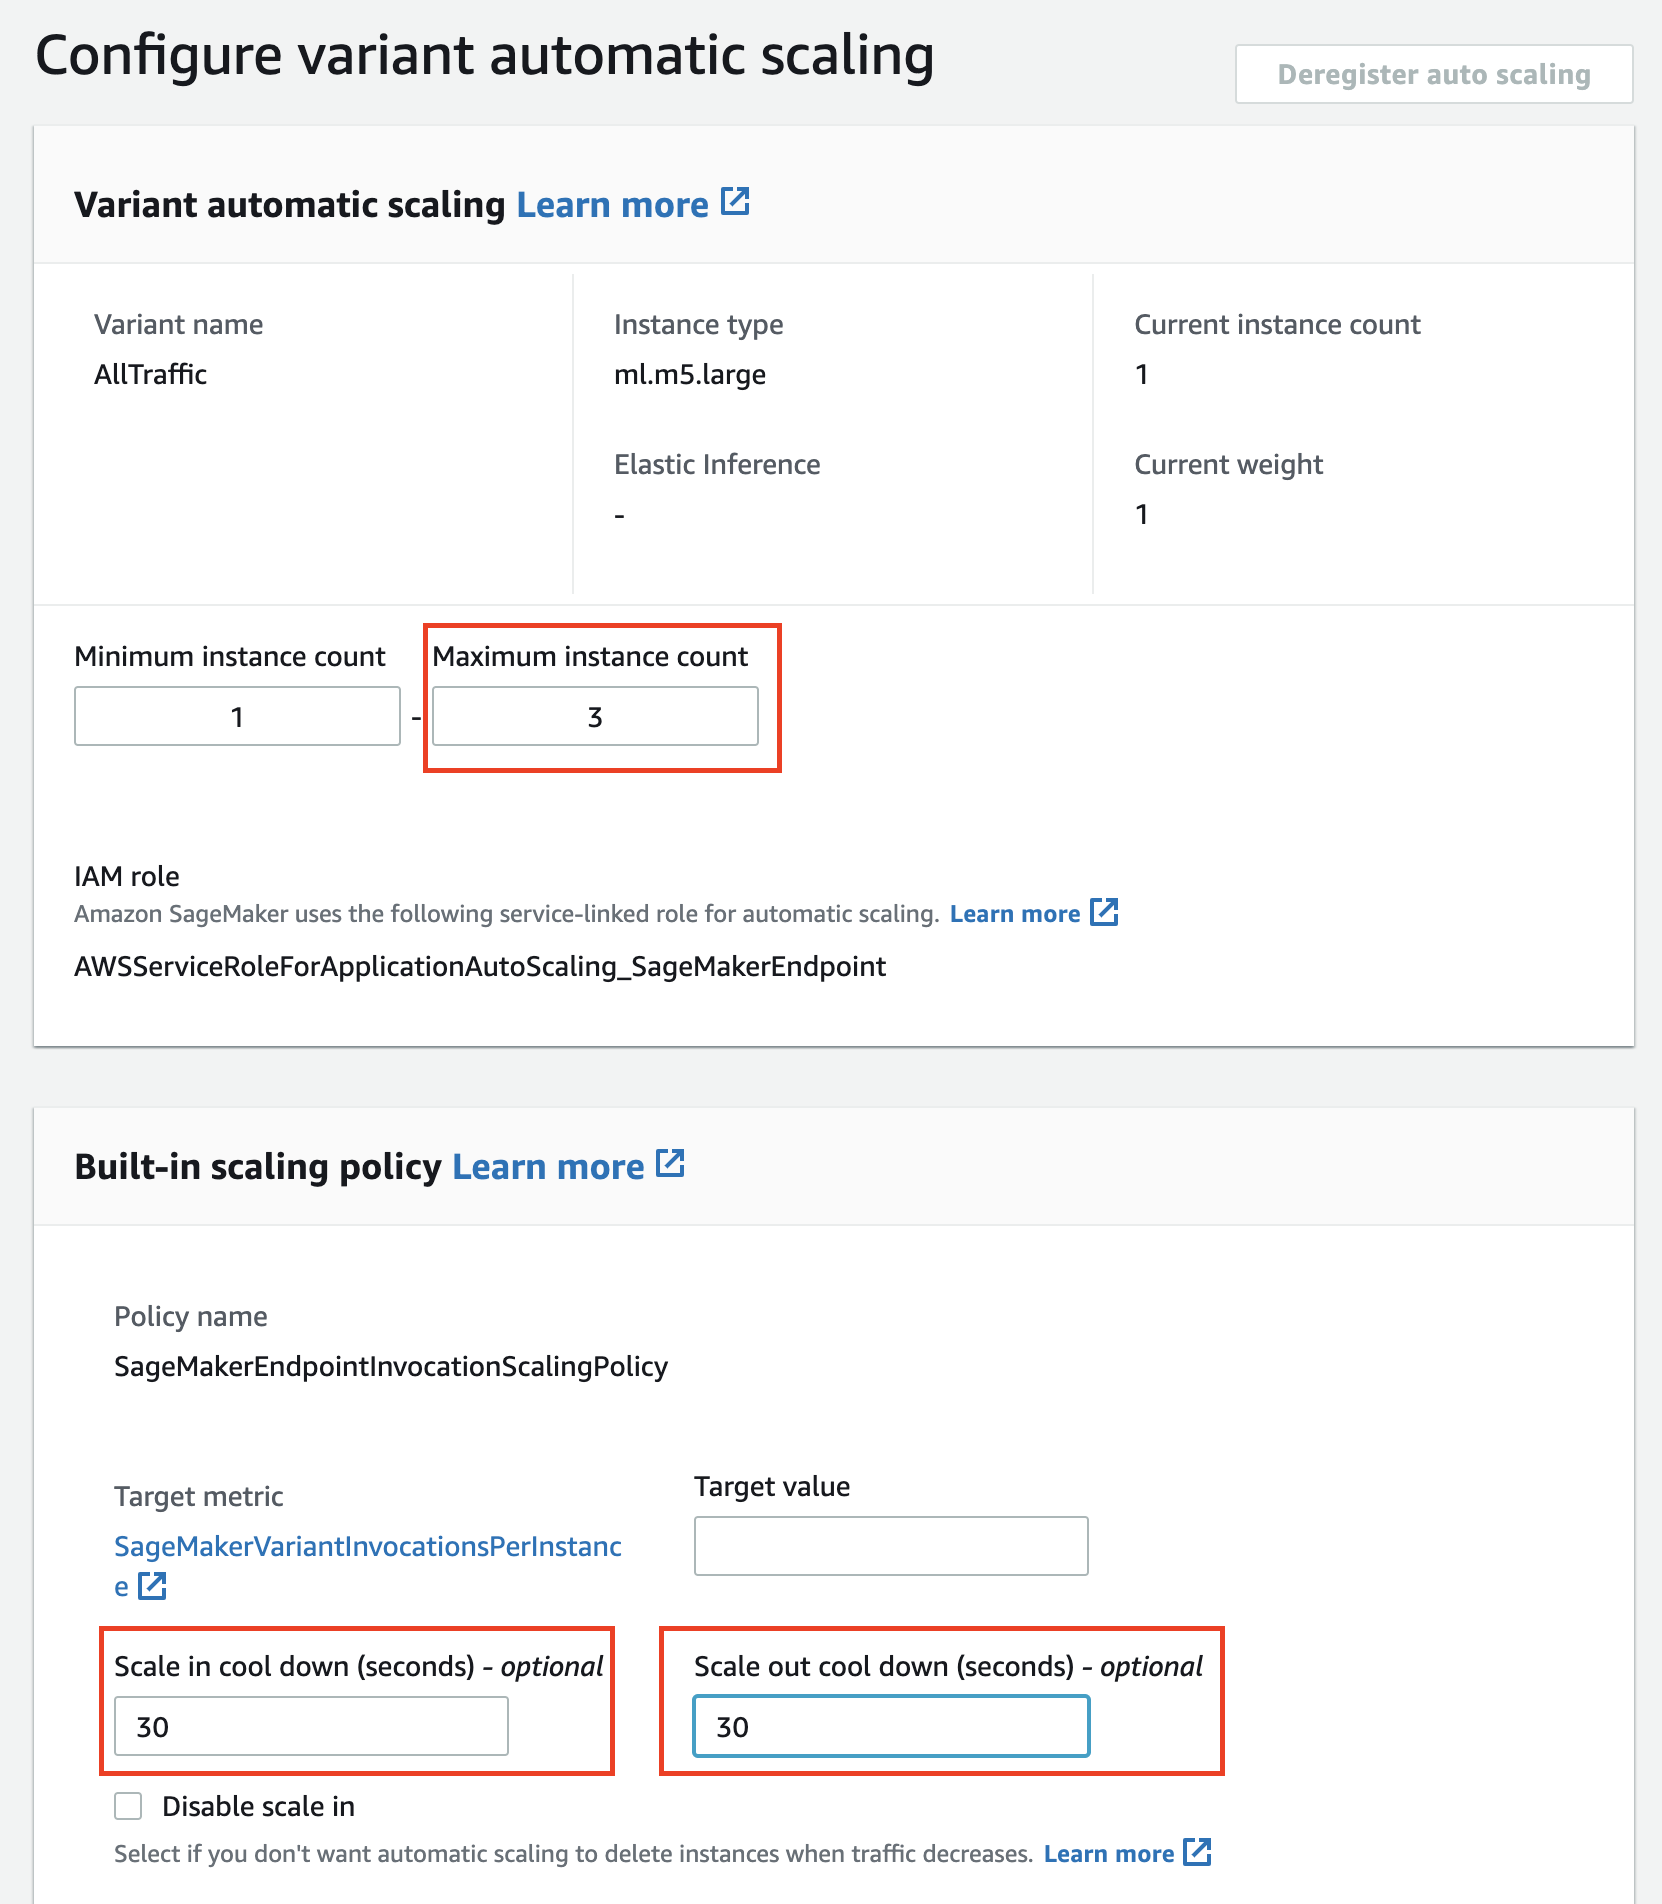 Configure variant automatic scaling
Deregister auto scaling
Variant automatic scaling Learn more
Variant name
AllTraffic
Instance type
ml.m5.large
Elastic Inference
-
Current instance count
1
Current weight
1
Minimum instance count
1
-
Maximum instance count
3
IAM role
Amazon SageMaker uses the following service-linked role for automatic scaling. Learn more
AWSServiceRoleForApplicationAutoScaling_SageMakerEndpoint
Built-in scaling policy Learn more
Policy name
SageMakerEndpointInvocationScalingPolicy
Target metric
SageMakerVariantInvocationsPerInstanc
e
Target value
Scale in cool down (seconds) - optional
30
Scale out cool down (seconds) - optional
30
Disable scale in
Select if you don't want automatic scaling to delete instances when traffic decreases. Learn more